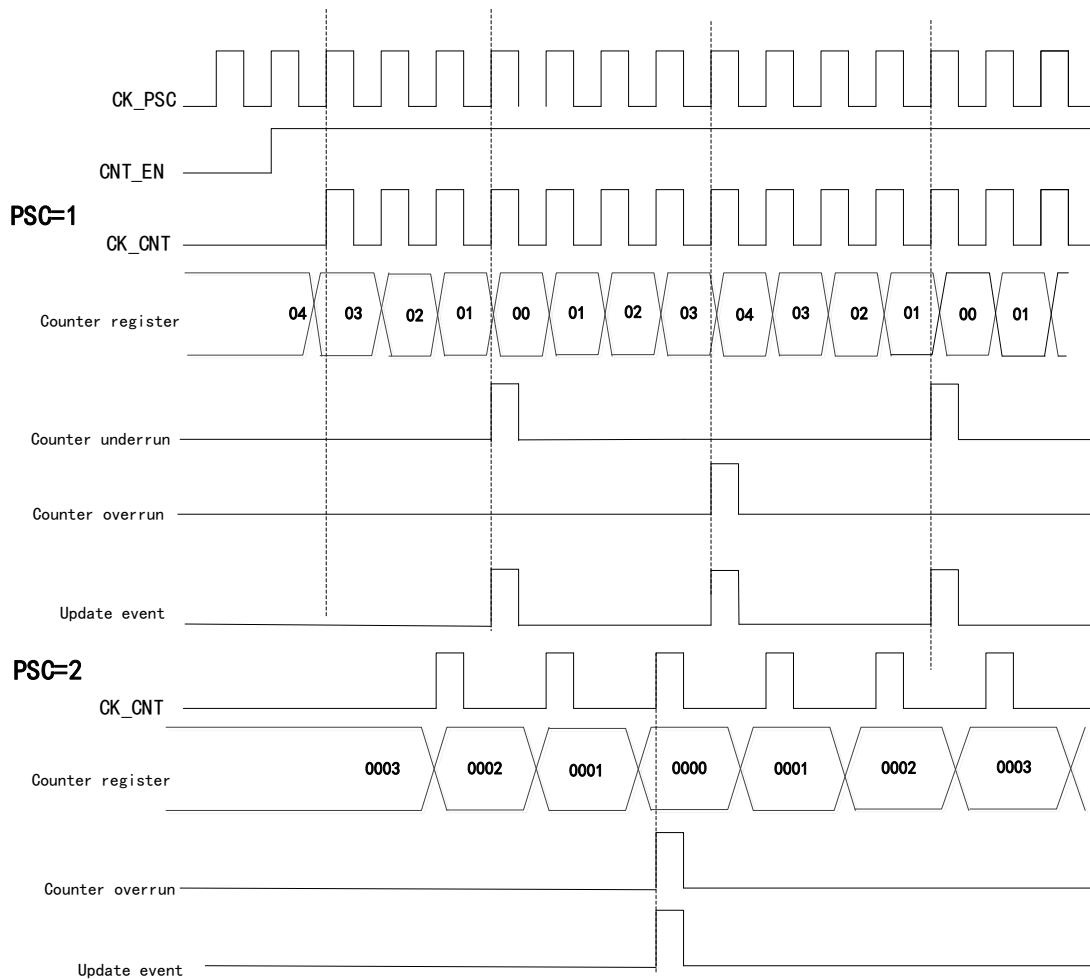 CK_PSC
CNT_EN
PSC=1
CK_CNT
Counter register 04 03 02 01 00 01 02 03 04 03 02 01 00 01
Counter underrun
Counter overrun
Update event
PSC=2
CK_CNT
Counter register 0003 0002 0001 0000 0001 0002 0003
Counter overrun
Update event